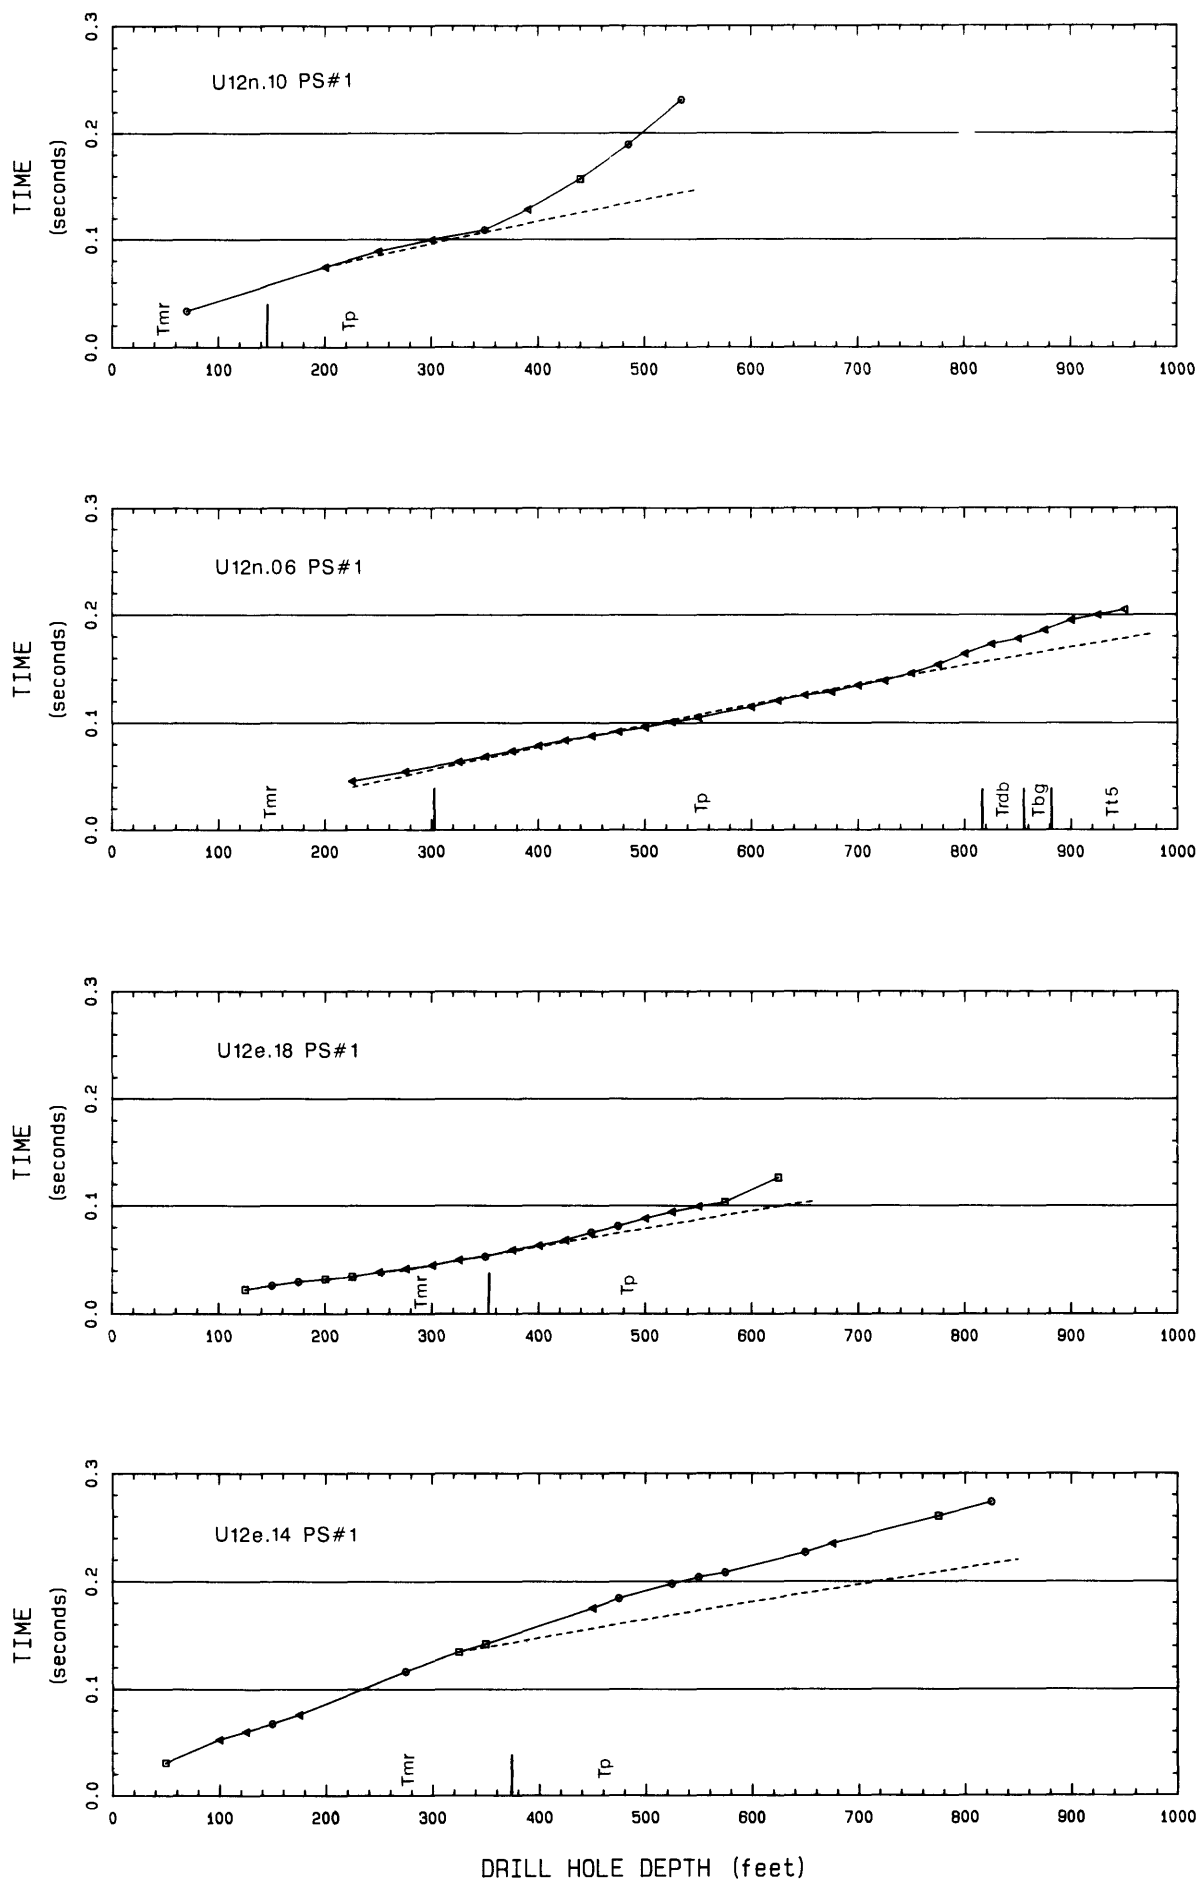 U12n.10 PS#1
TIME
(seconds)
0.3
0.2
0.1
0.0
Tmr
Tp
0 100 200 300 400 500 600 700 800 900 1000
U12n.06 PS#1
TIME
(seconds)
0.3
0.2
0.1
0.0
Tmr
Tp
Trdb
Tbg
Tt5
0 100 200 300 400 500 600 700 800 900 1000
U12e.18 PS#1
TIME
(seconds)
0.3
0.2
0.1
0.0
Tmr
Tp
0 100 200 300 400 500 600 700 800 900 1000
U12e.14 PS#1
TIME
(seconds)
0.3
0.2
0.1
0.0
Tmr
Tp
0 100 200 300 400 500 600 700 800 900 1000
DRILL HOLE DEPTH (feet)